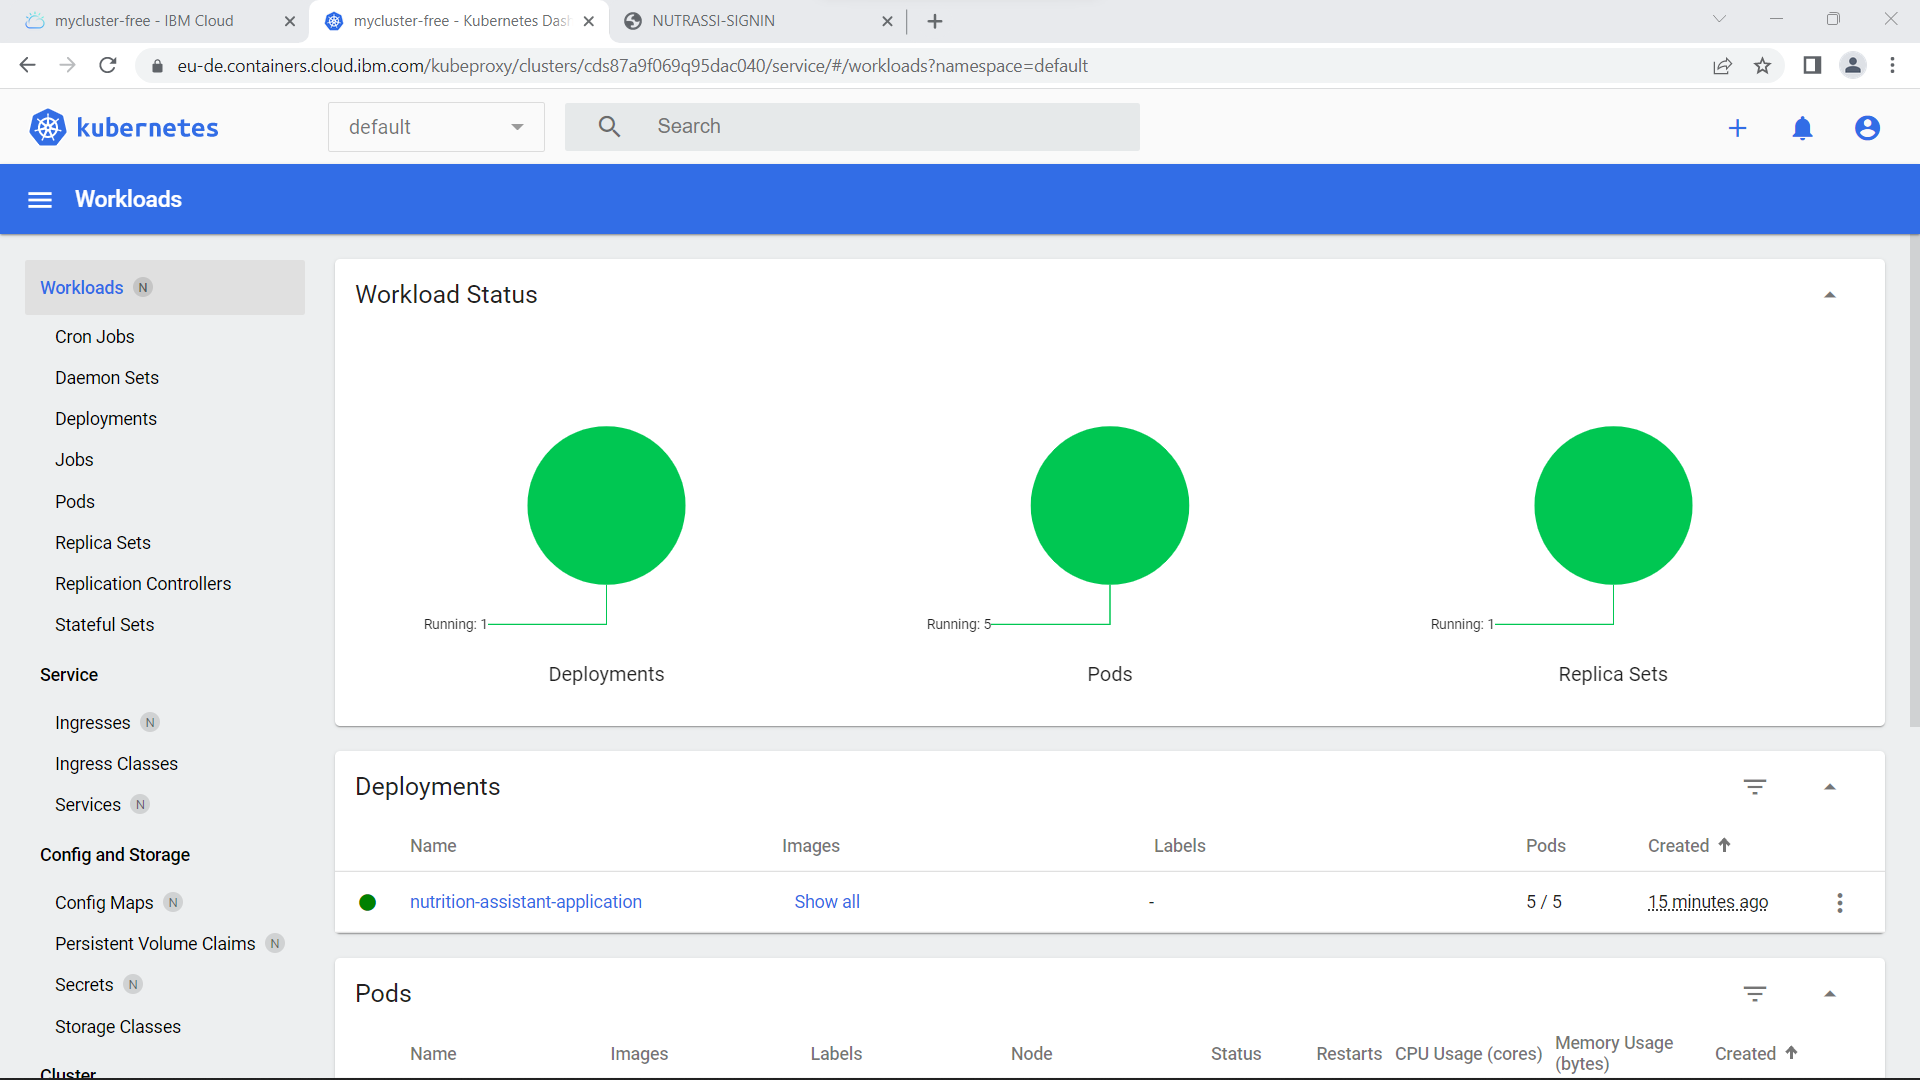 mycluster-free - IBM Cloud
mycluster-free - Kubernetes Das
NUTRASSI-SIGNIN
eu-de.containers.cloud.ibm.com/kubeproxy/clusters/cds87a9f069q95dac040/service/#/workloads?namespace=default
kubernetes
default
Search
Workloads
Workloads N
Cron Jobs
Daemon Sets
Deployments
Jobs
Pods
Replica Sets
Replication Controllers
Stateful Sets
Service
Ingresses N
Ingress Classes
Services N
Config and Storage
Config Maps N
Persistent Volume Claims N
Secrets N
Storage Classes
Cluster
Workload Status
Running: 1
Running: 5
Running: 1
Deployments
Pods
Replica Sets
Deployments
Name Images Labels Pods Created
nutrition-assistant-application Show all - 5 / 5 15 minutes ago
Pods
Name Images Labels Node Status Restarts CPU Usage (cores) Memory Usage (bytes) Created